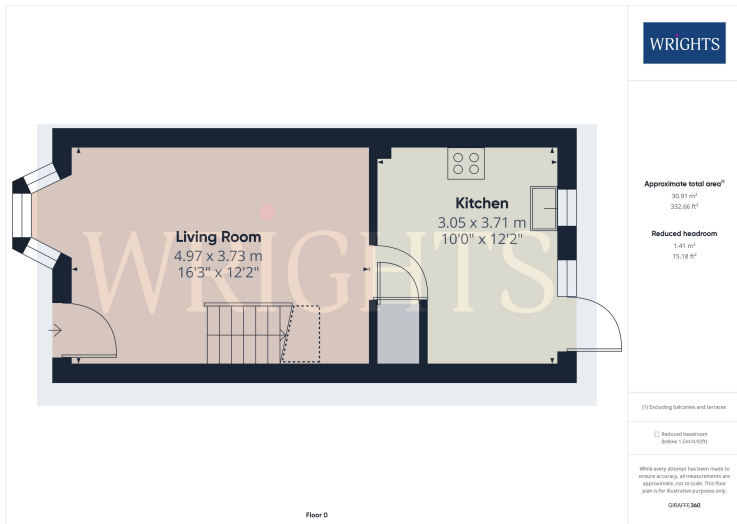 WRIGHTS
Living Room
4.97 x 3.73 m
16'3" x 12'2"
Kitchen
3.05 x 3.71 m
10'0" x 12'2"
WRIGHTS
Floor 0
Approximate total area⁽¹⁾
30.91 m²
332.66 ft²
Reduced headroom
1.41 m²
15.18 ft²
(1) Excluding balconies and terraces
Reduced headroom
(below 1.5m/4.92ft)
While every attempt has been made to
ensure accuracy, all measurements are
approximate, not to scale. This floor
plan is for illustrative purposes only.
GIRAFFE360